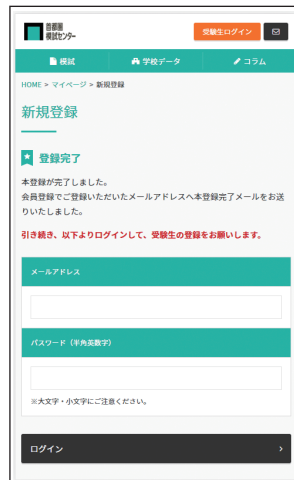 首都圏
模試センター
受験生ログイン
模試
学校データ
コラム
HOME > マイページ > 新規登録
新規登録
登録完了
本登録が完了しました。
会員登録でご登録いただいたメールアドレスへ本登録完了メールをお送
りいたしました。
引き続き、以下よりログインして、受験生の登録をお願いします。
メールアドレス
パスワード（半角英数字）
※大文字・小文字にご注意ください。
ログイン